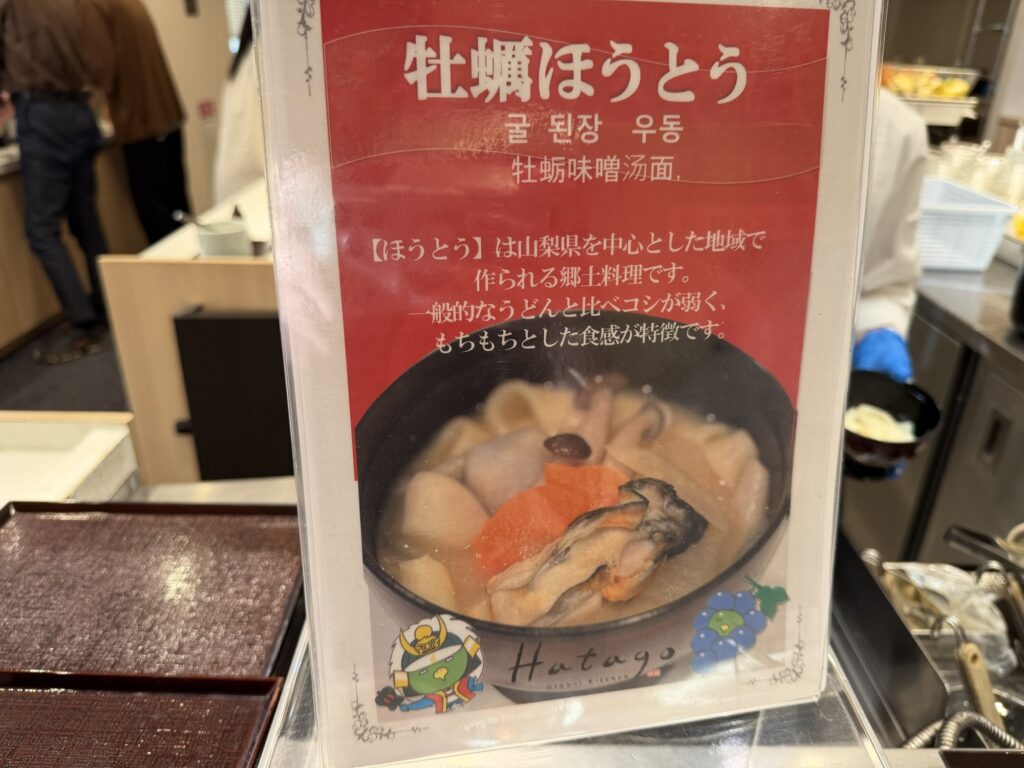 牡蠣ほうとう
굴 된장 우동
牡蛎味噌汤面,
【ほうとう】は山梨県を中心とした地域で
作られる郷土料理です。
一般的なうどんと比べコシが弱く、
もちもちとした食感が特徴です。
Hatago